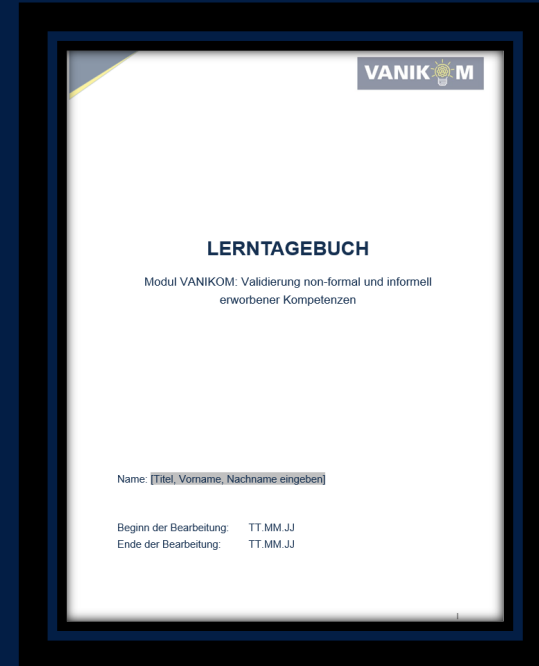 VANIKOM
LERNTAGEBUCH
Modul VANIKOM: Validierung non-formal und informell
erworbener Kompetenzen
Name: [Titel, Vorname, Nachname eingeben]
Beginn der Bearbeitung: TT.MM.JJ
Ende der Bearbeitung: TT.MM.JJ